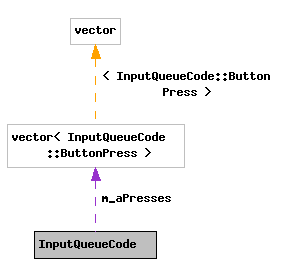 vector
< InputQueueCode::Button
Press >
vector< InputQueueCode
::ButtonPress >
m_aPresses
InputQueueCode